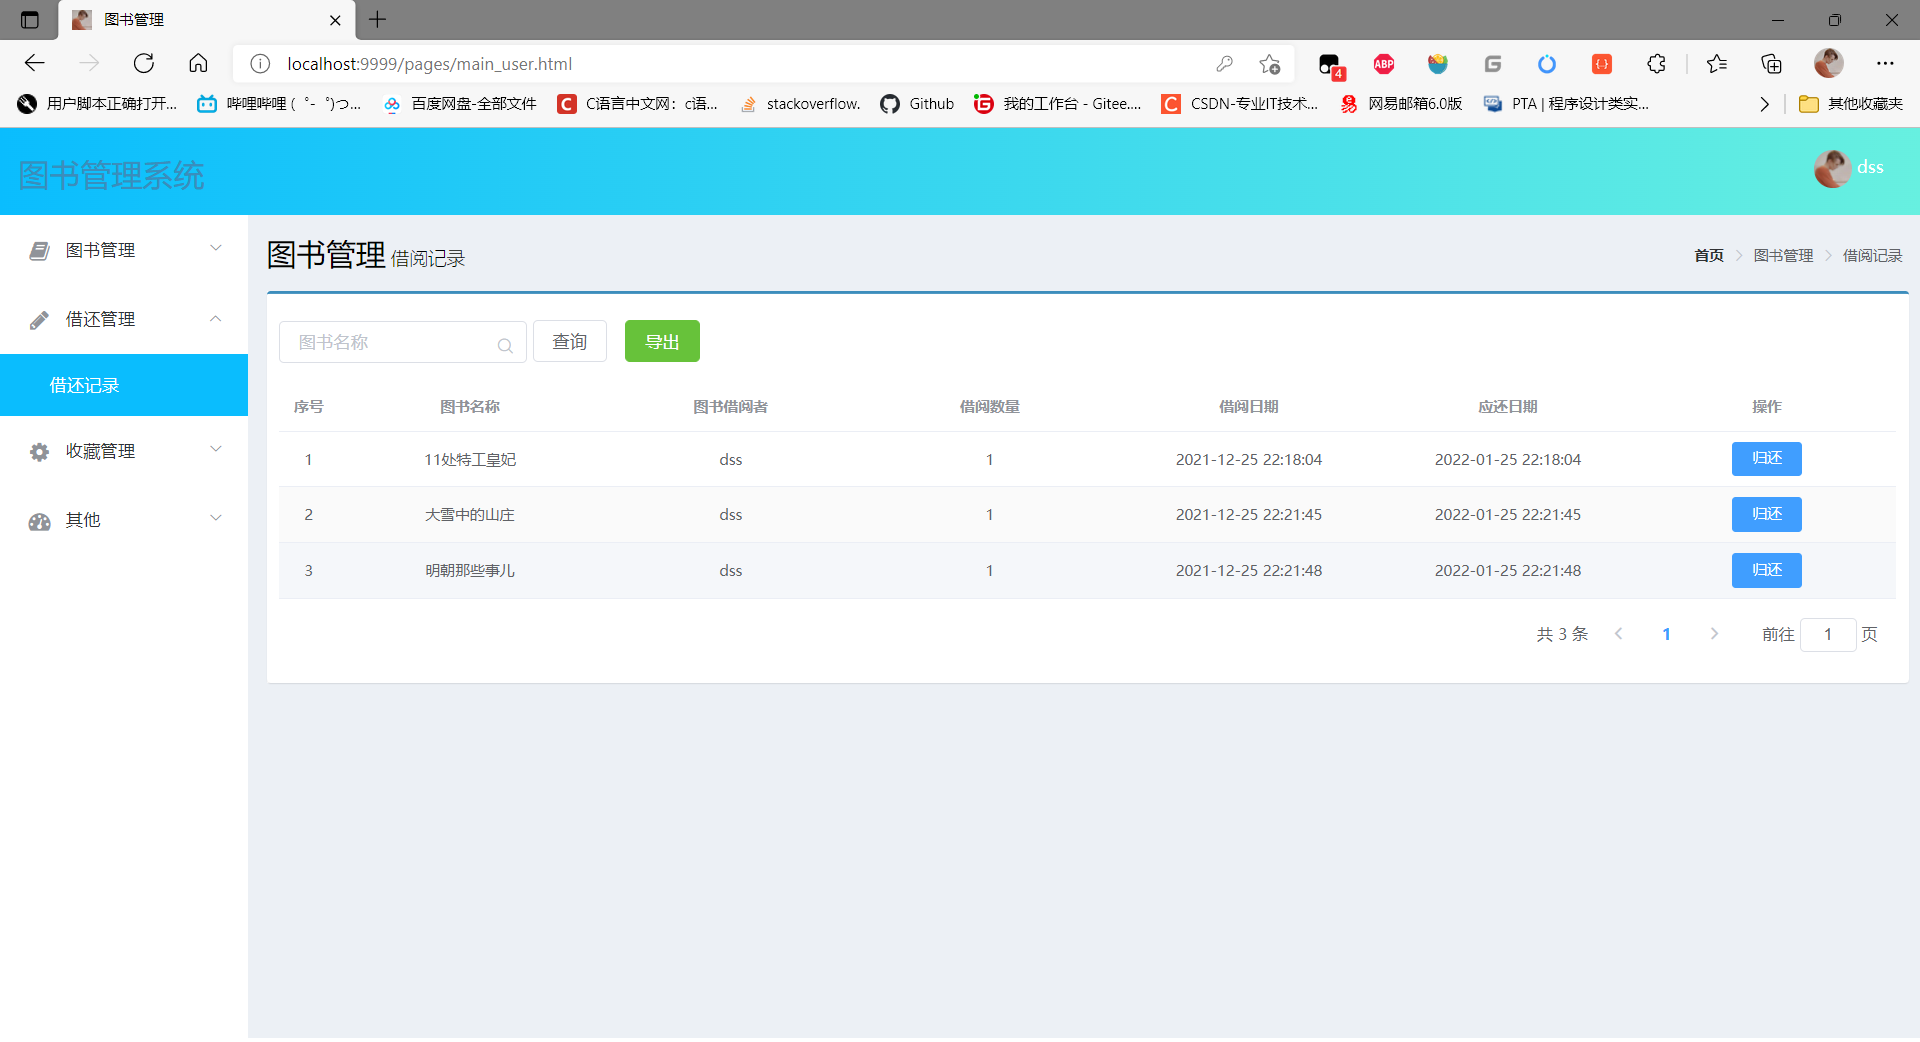 图书管理
localhost:9999/pages/main_user.html
4
ABP
用户脚本正确打开...
哔哩哔哩 (゜-゜)つ...
百度网盘-全部文件
C语言中文网：c语...
stackoverflow.
Github
我的工作台 - Gitee....
CSDN-专业IT技术...
网易邮箱6.0版
PTA | 程序设计类实...
其他收藏夹
图书管理系统
dss
图书管理
借还管理
借还记录
收藏管理
其他
图书管理 借阅记录
首页 图书管理 借阅记录
图书名称 查询 导出
序号 图书名称 图书借阅者 借阅数量 借阅日期 应还日期 操作
1 11处特工皇妃 dss 1 2021-12-25 22:18:04 2022-01-25 22:18:04 归还
2 大雪中的山庄 dss 1 2021-12-25 22:21:45 2022-01-25 22:21:45 归还
3 明朝那些事儿 dss 1 2021-12-25 22:21:48 2022-01-25 22:21:48 归还
共 3 条 1 前往 1 页